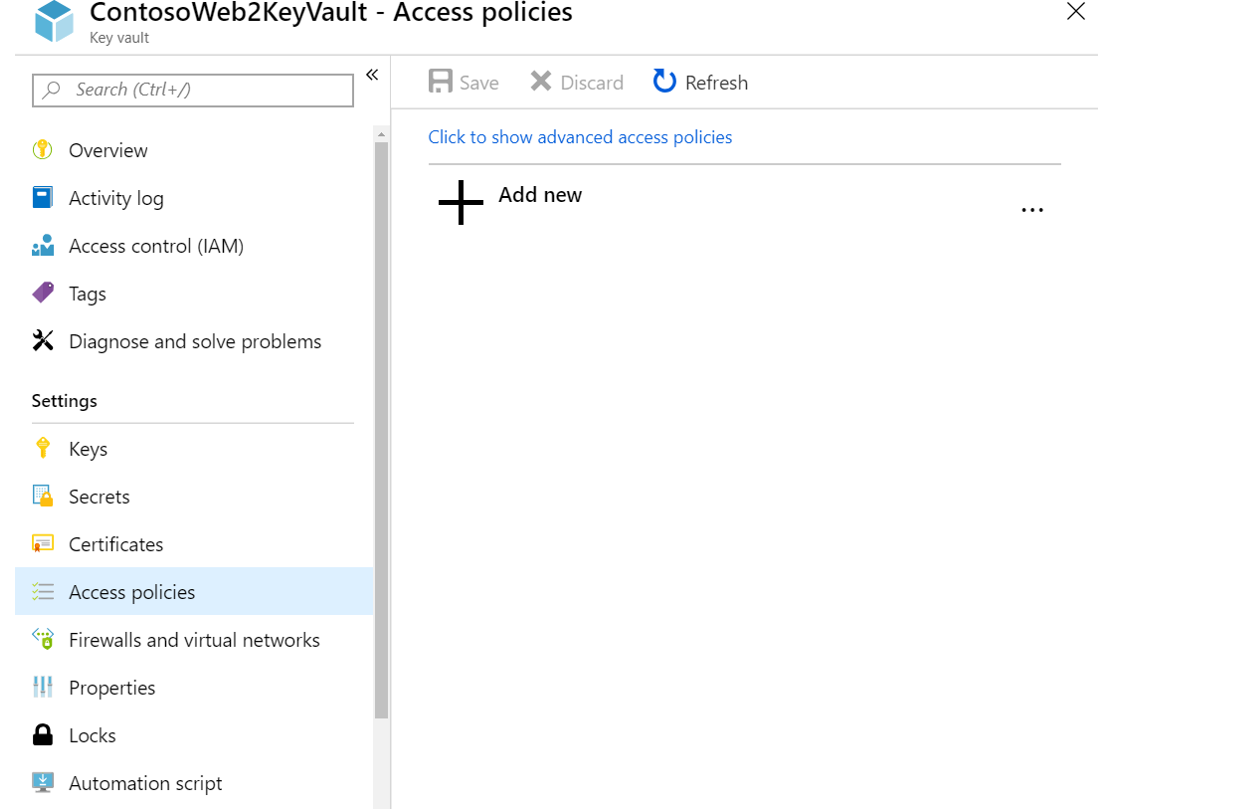 ContosoWeb2KeyVault - Access policies
Key vault
Search (Ctrl+/)
Overview
Activity log
Access control (IAM)
Tags
Diagnose and solve problems
Settings
Keys
Secrets
Certificates
Access policies
Firewalls and virtual networks
Properties
Locks
Automation script
Save
Discard
Refresh
Click to show advanced access policies
Add new